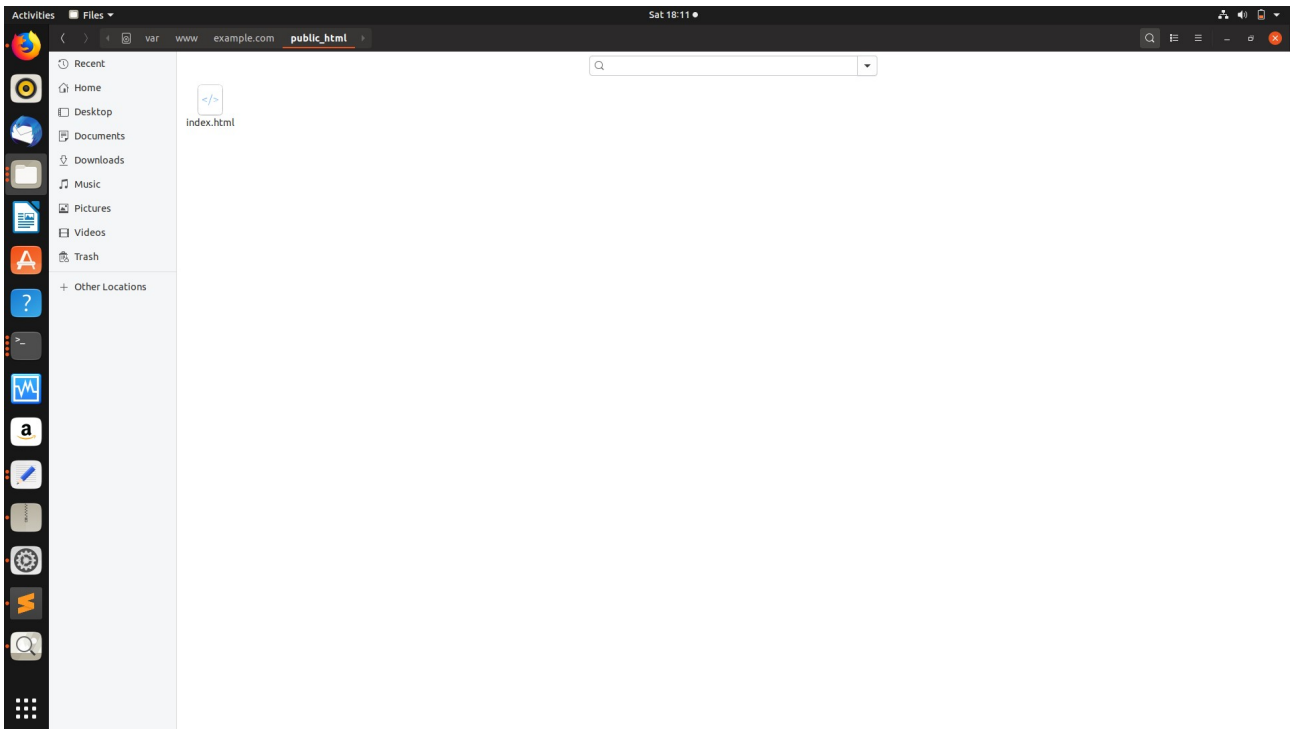 Activities Files Sat 18:11
var www example.com public_html
Recent
Home
Desktop
Documents
Downloads
Music
Pictures
Videos
Trash
+ Other Locations
</>
index.html
?
>_
a